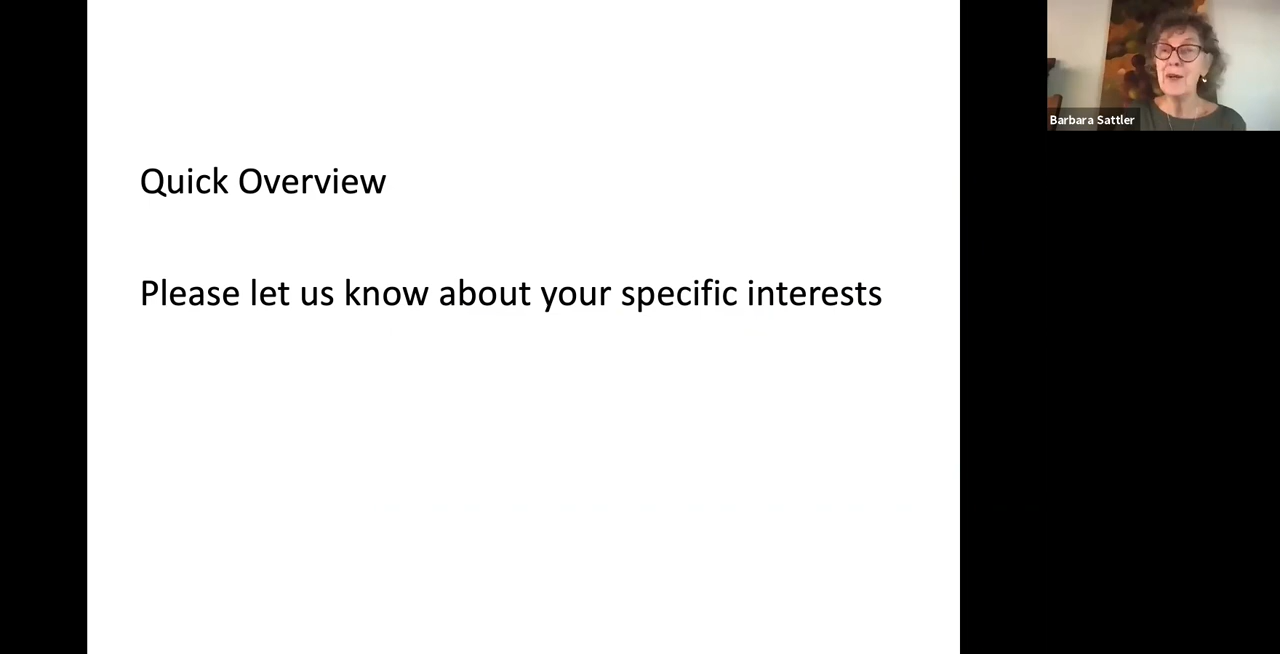 Quick Overview
Please let us know about your specific interests
Barbara Sattler